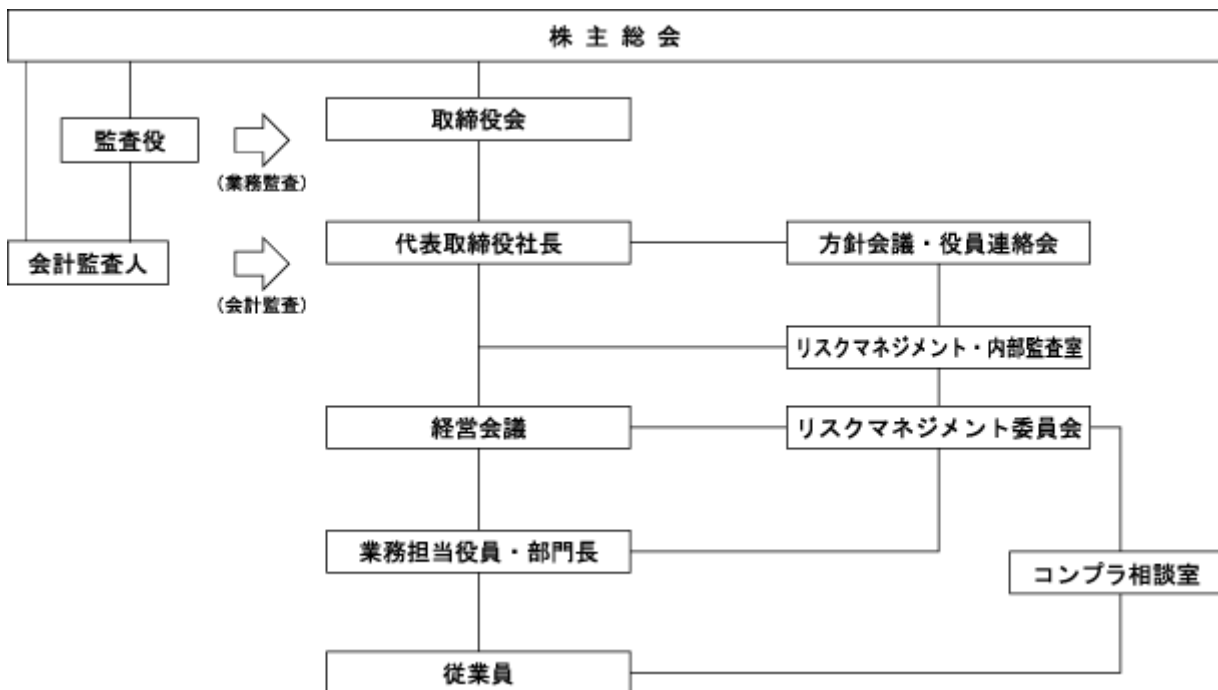 株主総会
取締役会
監査役
(業務監査)
代表取締役社長
方針会議・役員連絡会
会計監査人
(会計監査)
リスクマネジメント・内部監査室
経営会議
リスクマネジメント委員会
業務担当役員・部門長
コンプラ相談室
従業員